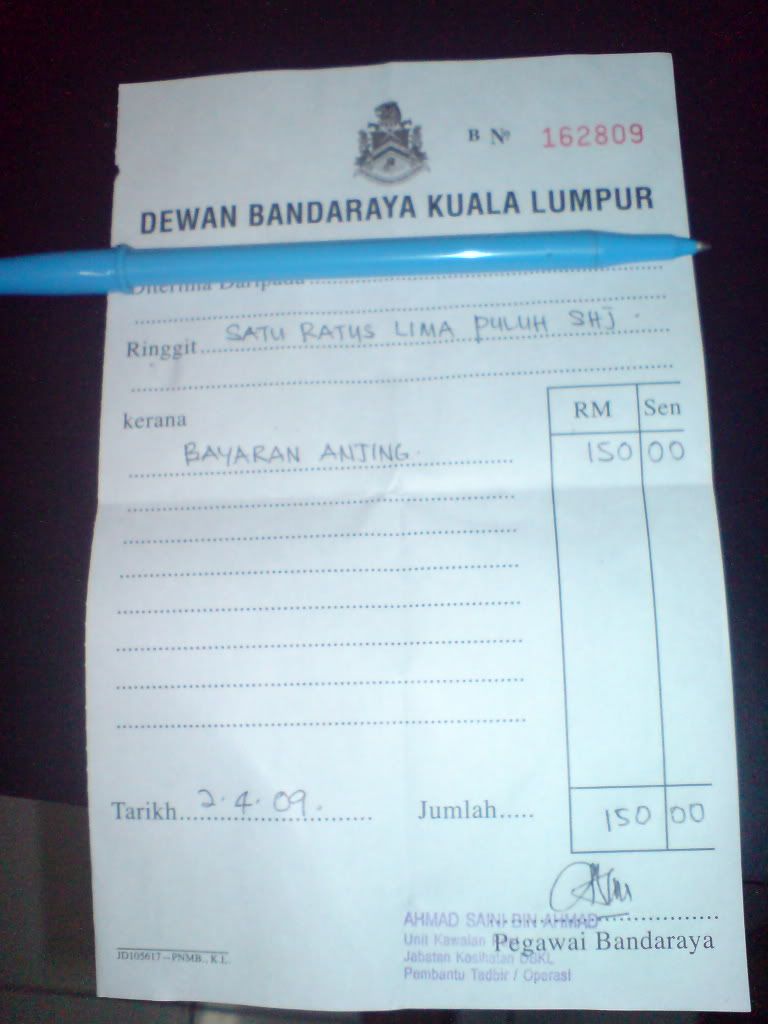 B Nº 162809
DEWAN BANDARAYA KUALA LUMPUR
Diterima Daripada
Ringgit SATU RATUS LIMA PULUH SHJ.
kerana
RM Sen
BAYARAN ANJING. 150 00
Tarikh 2.4.09. Jumlah..... 150 00
AHMAD SAINI BIN AHMAD
Unit Kawalan
Pegawai Bandaraya
Jabatan Kesihatan DBKL
Pembantu Tadbir / Operasi
JD105617-PNMB., K.L.